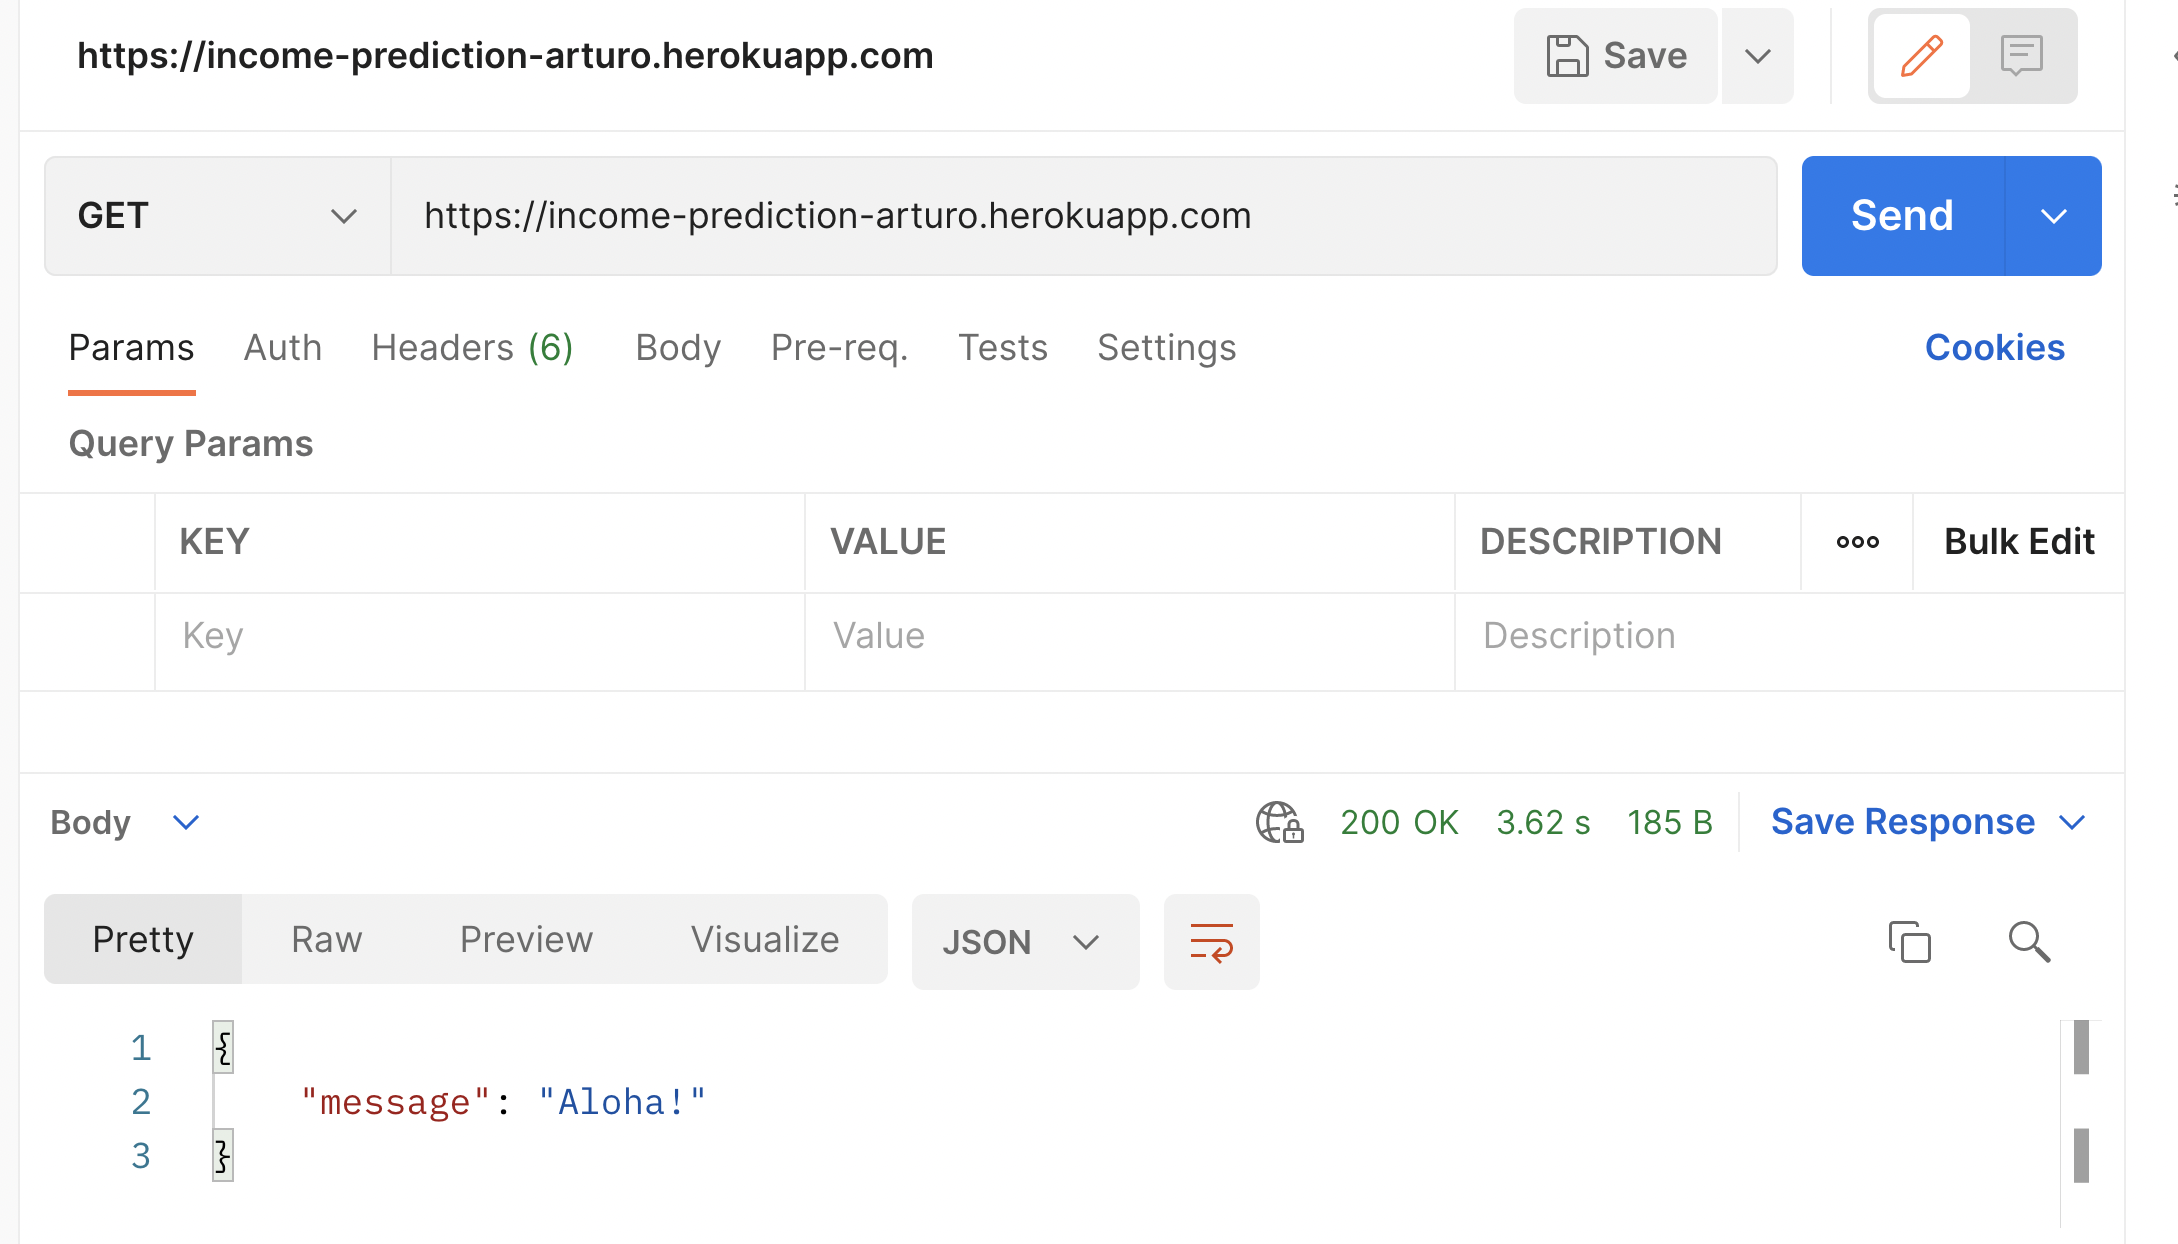 https://income-prediction-arturo.herokuapp.com Save
GET https://income-prediction-arturo.herokuapp.com Send
Params Auth Headers (6) Body Pre-req. Tests Settings Cookies
Query Params
KEY VALUE DESCRIPTION ooo Bulk Edit
Key Value Description
Body 200 OK 3.62 s 185 B Save Response
Pretty Raw Preview Visualize JSON
1 {
2 "message": "Aloha!"
3 }